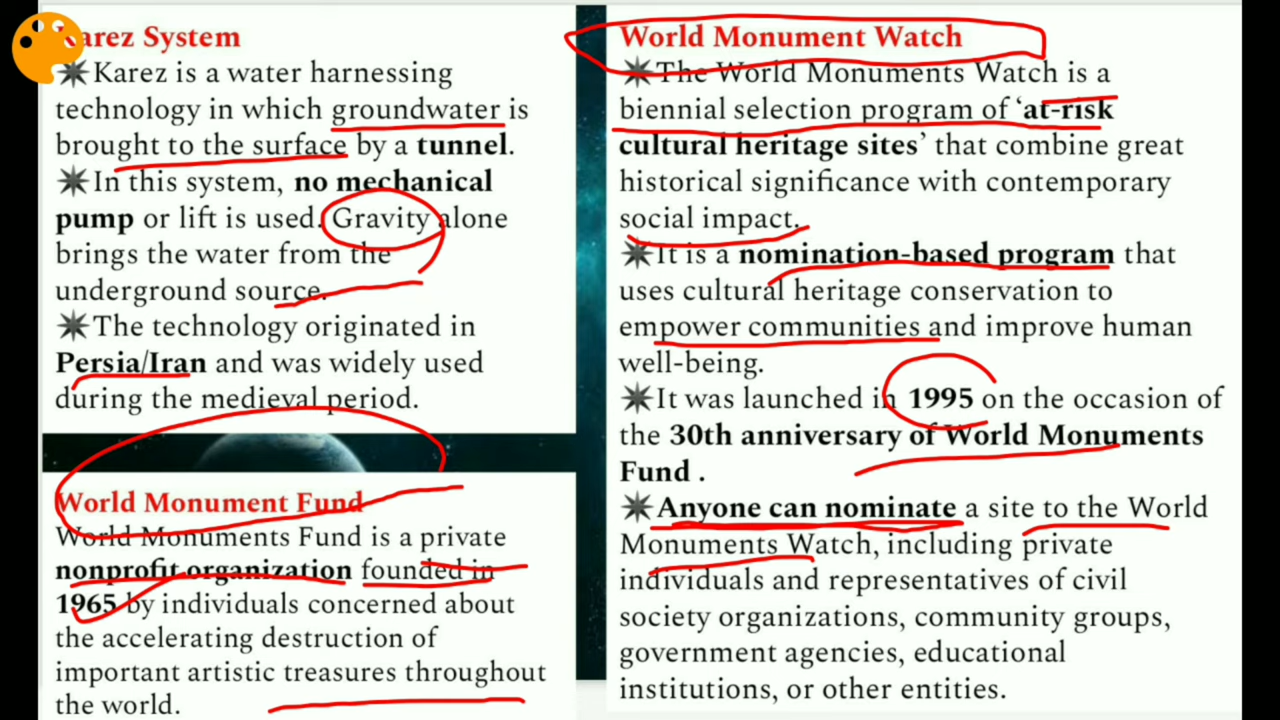 Karez System
✷Karez is a water harnessing
technology in which groundwater is
brought to the surface by a tunnel.
✷In this system, no mechanical
pump or lift is used. Gravity alone
brings the water from the
underground source.
✷The technology originated in
Persia/Iran and was widely used
during the medieval period.
World Monument Fund
World Monuments Fund is a private
nonprofit organization founded in
1965 by individuals concerned about
the accelerating destruction of
important artistic treasures throughout
the world.
World Monument Watch
✷The World Monuments Watch is a
biennial selection program of ‘at-risk
cultural heritage sites’ that combine great
historical significance with contemporary
social impact.
✷It is a nomination-based program that
uses cultural heritage conservation to
empower communities and improve human
well-being.
✷It was launched in 1995 on the occasion of
the 30th anniversary of World Monuments
Fund .
✷Anyone can nominate a site to the World
Monuments Watch, including private
individuals and representatives of civil
society organizations, community groups,
government agencies, educational
institutions, or other entities.